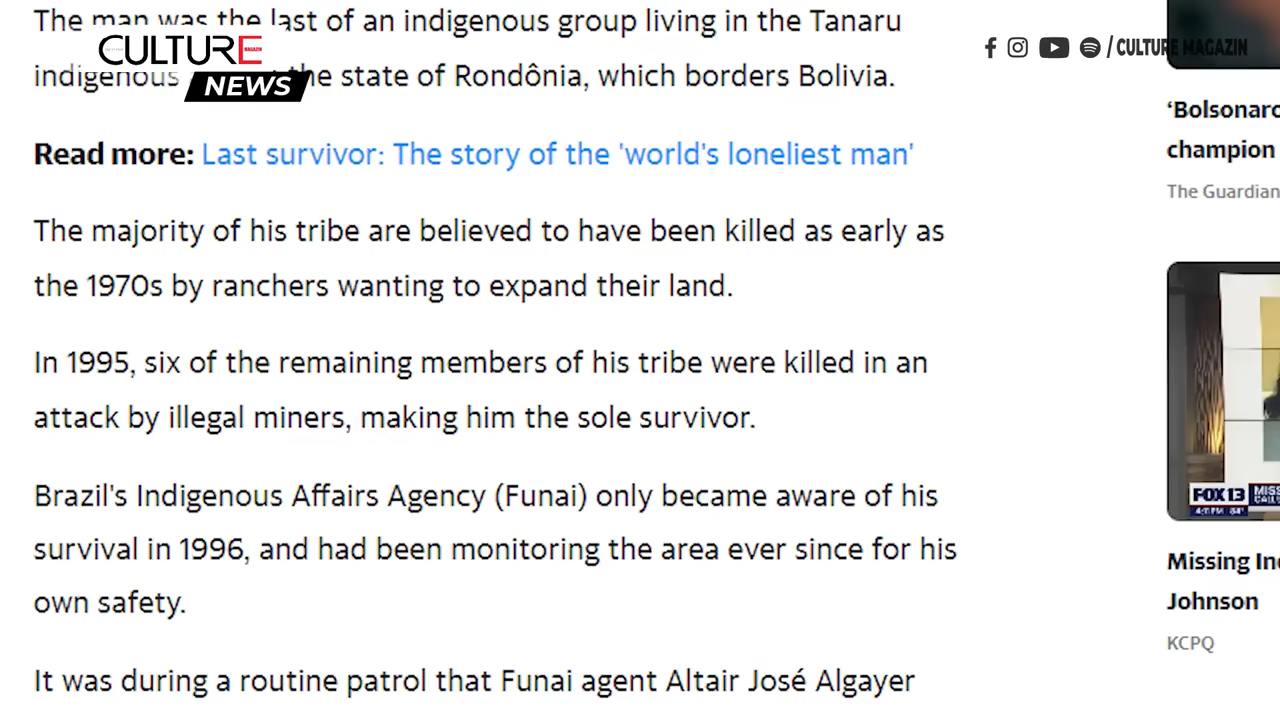 The man was the last of an indigenous group living in the Tanaru
CULTURE
MAGAZIN
/CULTURE MAGAZIN
indigenous the state of Rondônia, which borders Bolivia.
NEWS
Read more: Last survivor: The story of the 'world's loneliest man'
The majority of his tribe are believed to have been killed as early as
the 1970s by ranchers wanting to expand their land.
In 1995, six of the remaining members of his tribe were killed in an
attack by illegal miners, making him the sole survivor.
Brazil's Indigenous Affairs Agency (Funai) only became aware of his
survival in 1996, and had been monitoring the area ever since for his
own safety.
It was during a routine patrol that Funai agent Altair José Algayer
‘Bolsonaro
champion
The Guardian
FOX 13
MISS
Missing In
Johnson
KCPQ